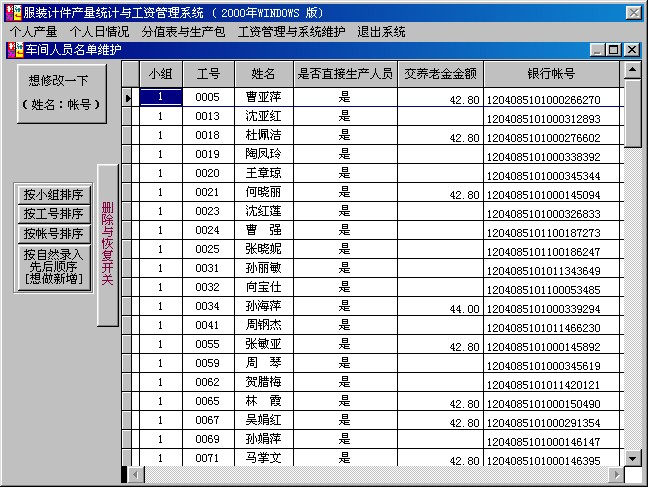 服装计件产量统计与工资管理系统 ( 2000年WINDOWS 版)
个人产量 个人日情况 分值表与生产包 工资管理与系统维护 退出系统
车间人员名单维护
想修改一下
(姓名:帐号)
按小组排序
按工号排序
按帐号排序
按自然录入
先后顺序
[想做新增]
删除与恢复开关
小组 工号 姓名 是否直接生产人员 交养老金金额 银行帐号
1 0005 曹亚萍 是 42.80 1204085101000266270
1 0013 沈亚红 是 1204085101000312893
1 0018 杜佩洁 是 42.80 1204085101000276602
1 0019 陶凤玲 是 1204085101000338392
1 0020 王章琼 是 1204085101000345344
1 0021 何晓丽 是 42.80 1204085101000145094
1 0023 沈红莲 是 1204085101000326833
1 0024 曹 强 是 1204085101100187273
1 0025 张晓妮 是 1204085101100186247
1 0031 孙丽敏 是 1204085101011343649
1 0032 向宝仕 是 1204085101100053485
1 0034 孙海萍 是 44.00 1204085101000339294
1 0041 周钢杰 是 1204085101011466230
1 0055 张敏亚 是 42.80 1204085101000145892
1 0059 周 琴 是 1204085101000345619
1 0062 贺腊梅 是 1204085101011420121
1 0065 林 霞 是 42.80 1204085101000150490
1 0067 吴娟红 是 42.80 1204085101000291354
1 0069 孙娟萍 是 1204085101000146147
1 0071 马掌文 是 42.80 1204085101000146395